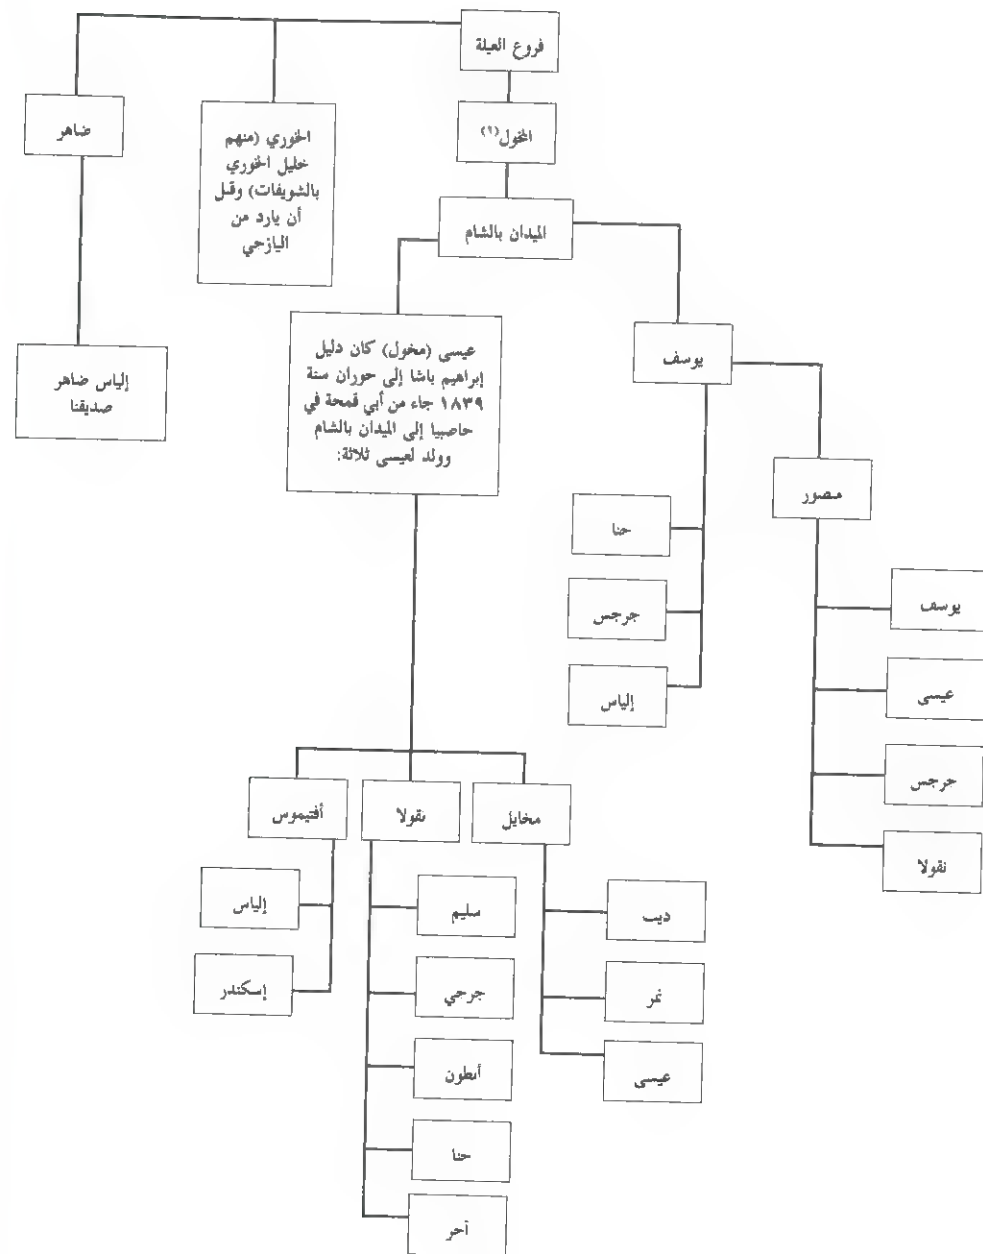 فروع العيلة
المخول (١)
الميدان بالشام
الخوري (منهم
خليل الخوري
بالشويفات) وقل
أن يارد من
اليازجي
ضاهر
إلياس ضاهر
صديقنا
يوسف
منصور
يوسف
عيسى
جرجس
نقولا
حنا
جرجس
إلياس
عيسى (مخول) كان دليل
إبراهيم باشا إلى حوران سنة
١٨٣٩ جاء من أبي قمحة في
حاصبيا إلى الميدان بالشام
وولد لعيسى ثلاثة:
مخايل
ديب
نمر
عيسى
نقولا
سليم
جرجي
أنطون
حنا
آخر
أفتيموس
إلياس
إسكندر